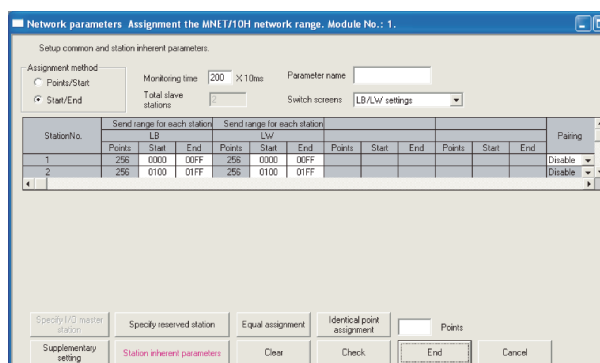 Network parameters Assignment the MNET/10H network range. Module No.: 1.
Setup common and station inherent parameters.
Assignment method
Points/Start
Start/End
Monitoring time 200 X10ms
Parameter name
Total slave stations 2
Switch screens LB/LW settings
Send range for each station Send range for each station
StationNo. LB LW Pairing
Points Start End Points Start End Points Start End Points Start End
1 256 0000 00FF 256 0000 00FF Disable
2 256 0100 01FF 256 0100 01FF Disable
Specify I/O master station
Specify reserved station
Equal assignment
Identical point assignment
Points
Supplementary setting
Station inherent parameters
Clear
Check
End
Cancel